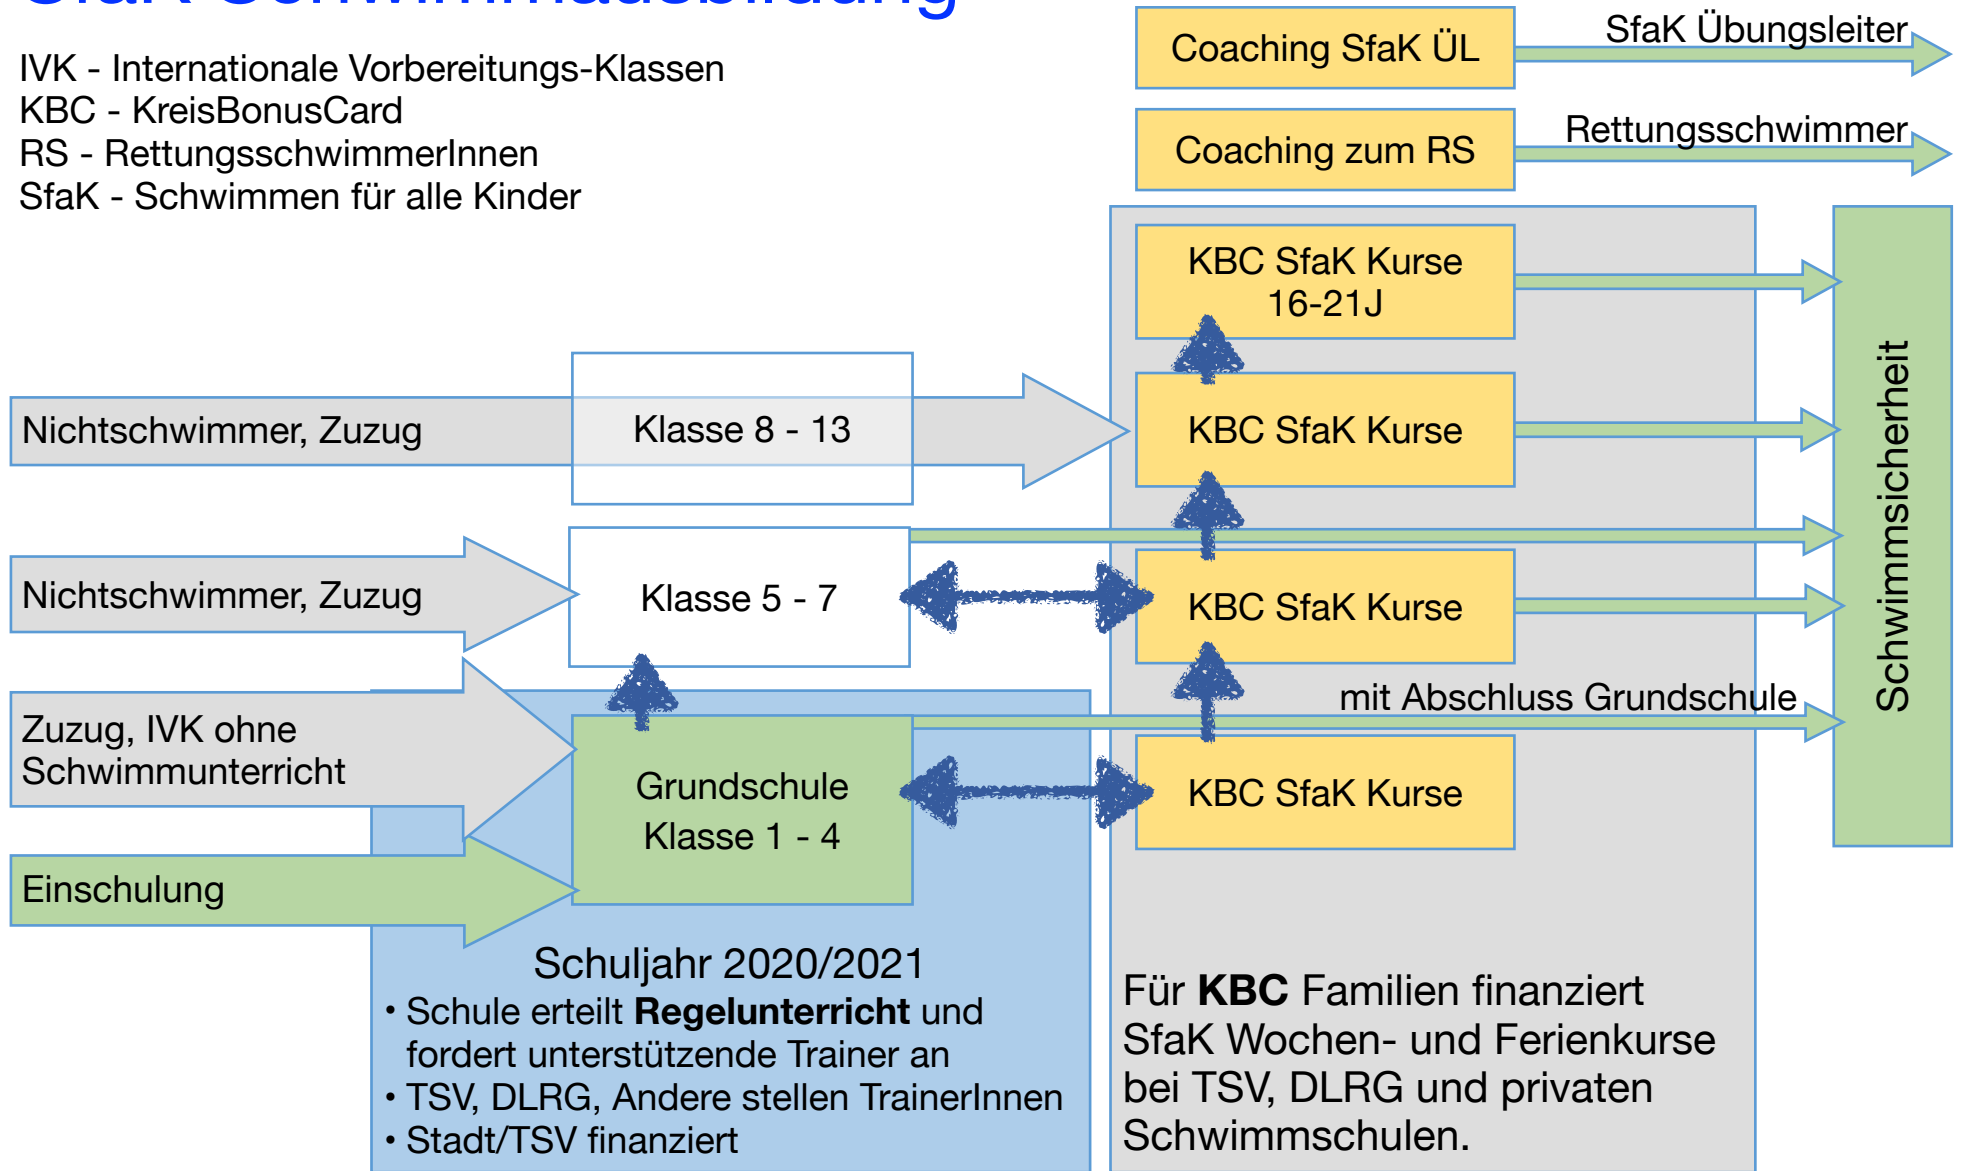 SfaK Schwimmausbildung
IVK - Internationale Vorbereitungs-Klassen
KBC - KreisBonusCard
RS - RettungsschwimmerInnen
SfaK - Schwimmen für alle Kinder
Coaching SfaK ÜL
SfaK Übungsleiter
Coaching zum RS
Rettungsschwimmer
KBC SfaK Kurse
16-21J
Nichtschwimmer, Zuzug
Klasse 8 - 13
KBC SfaK Kurse
Nichtschwimmer, Zuzug
Klasse 5 - 7
KBC SfaK Kurse
Schwimmsicherheit
mit Abschluss Grundschule
Zuzug, IVK ohne
Schwimmunterricht
Grundschule
Klasse 1 - 4
KBC SfaK Kurse
Einschulung
Schuljahr 2020/2021
• Schule erteilt Regelunterricht und
fordert unterstützende Trainer an
• TSV, DLRG, Andere stellen TrainerInnen
• Stadt/TSV finanziert
Für KBC Familien finanziert
SfaK Wochen- und Ferienkurse
bei TSV, DLRG und privaten
Schwimmschulen.